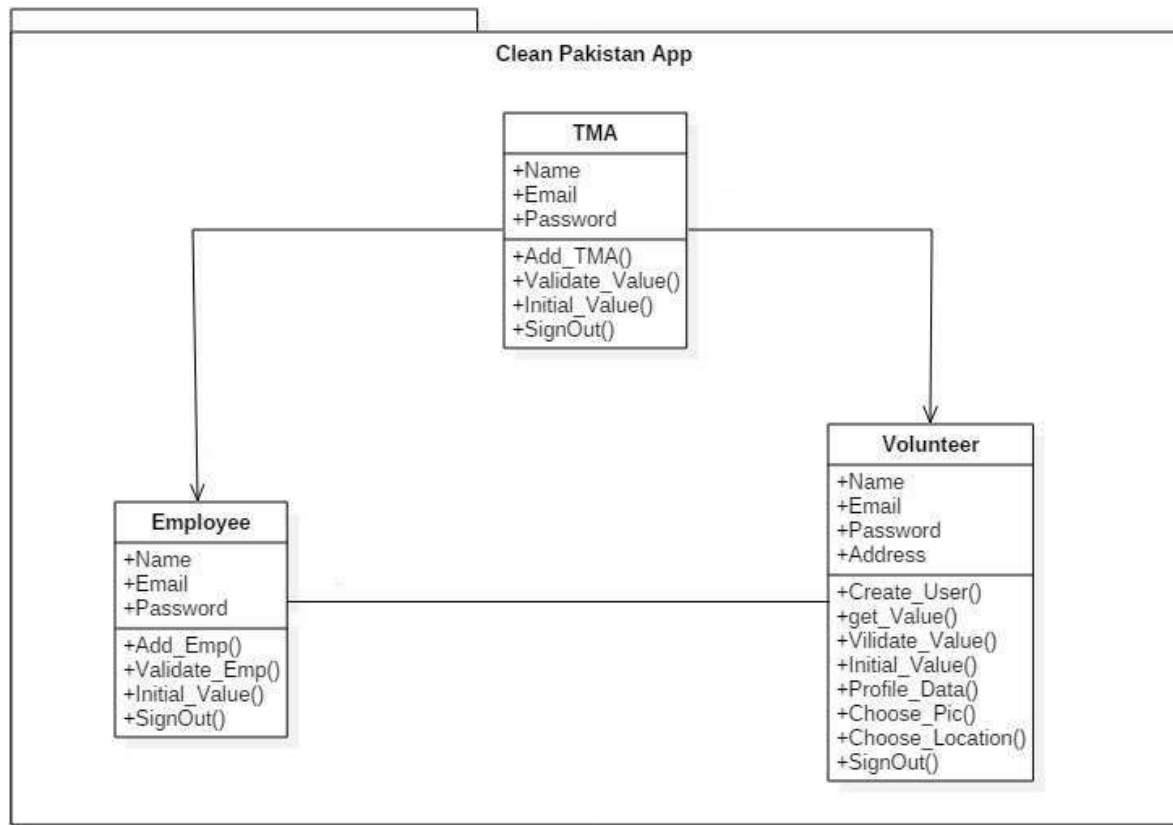 Clean Pakistan App
TMA
+Name
+Email
+Password
+Add_TMA()
+Validate_Value()
+Initial_Value()
+SignOut()
Employee
+Name
+Email
+Password
+Add_Emp()
+Validate_Emp()
+Initial_Value()
+SignOut()
Volunteer
+Name
+Email
+Password
+Address
+Create_User()
+get_Value()
+Vilidate_Value()
+Initial_Value()
+Profile_Data()
+Choose_Pic()
+Choose_Location()
+SignOut()